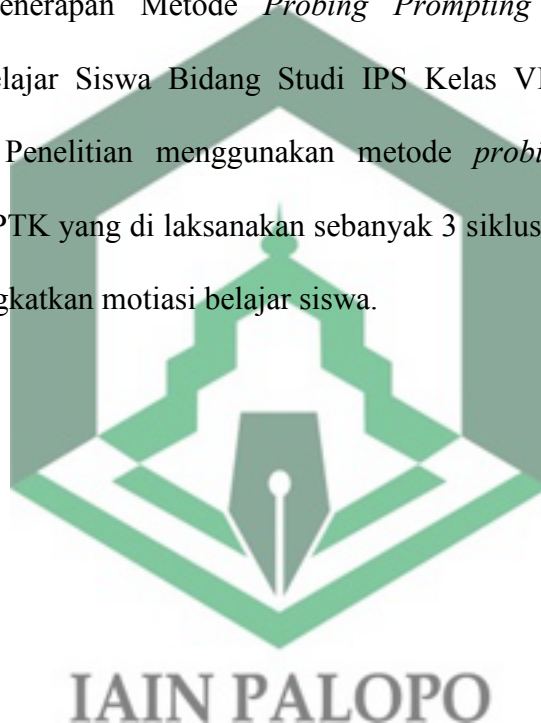 enerapan Metode Probing Prompting
elajar Siswa Bidang Studi IPS Kelas VI
Penelitian menggunakan metode probi
PTK yang di laksanakan sebanyak 3 siklus
gkatkan motiasi belajar siswa.
IAIN PALOPO